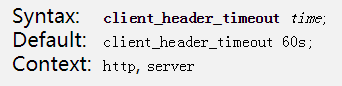 Syntax: client_header_timeout time;
Default: client_header_timeout 60s;
Context: http, server